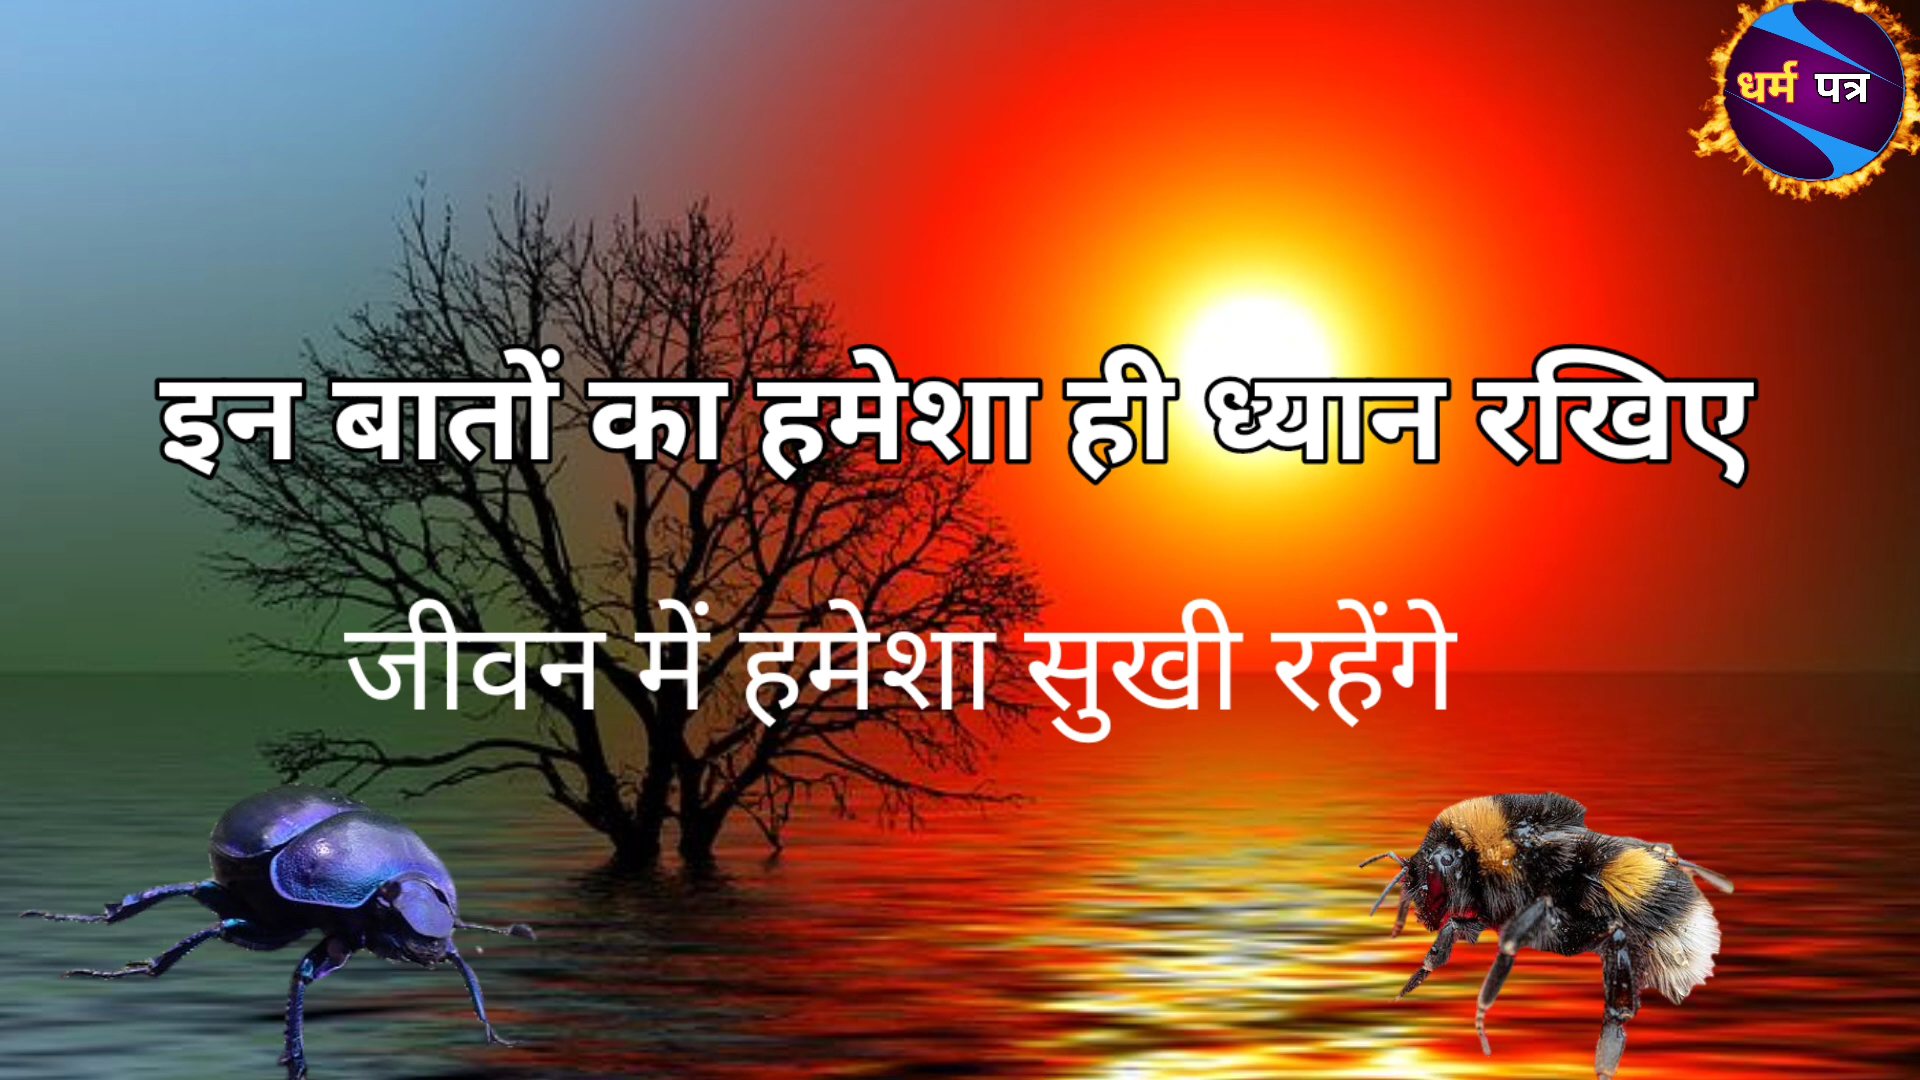 धर्म पत्र
इन बातों का हमेशा ही ध्यान रखिए
जीवन में हमेशा सुखी रहेंगे